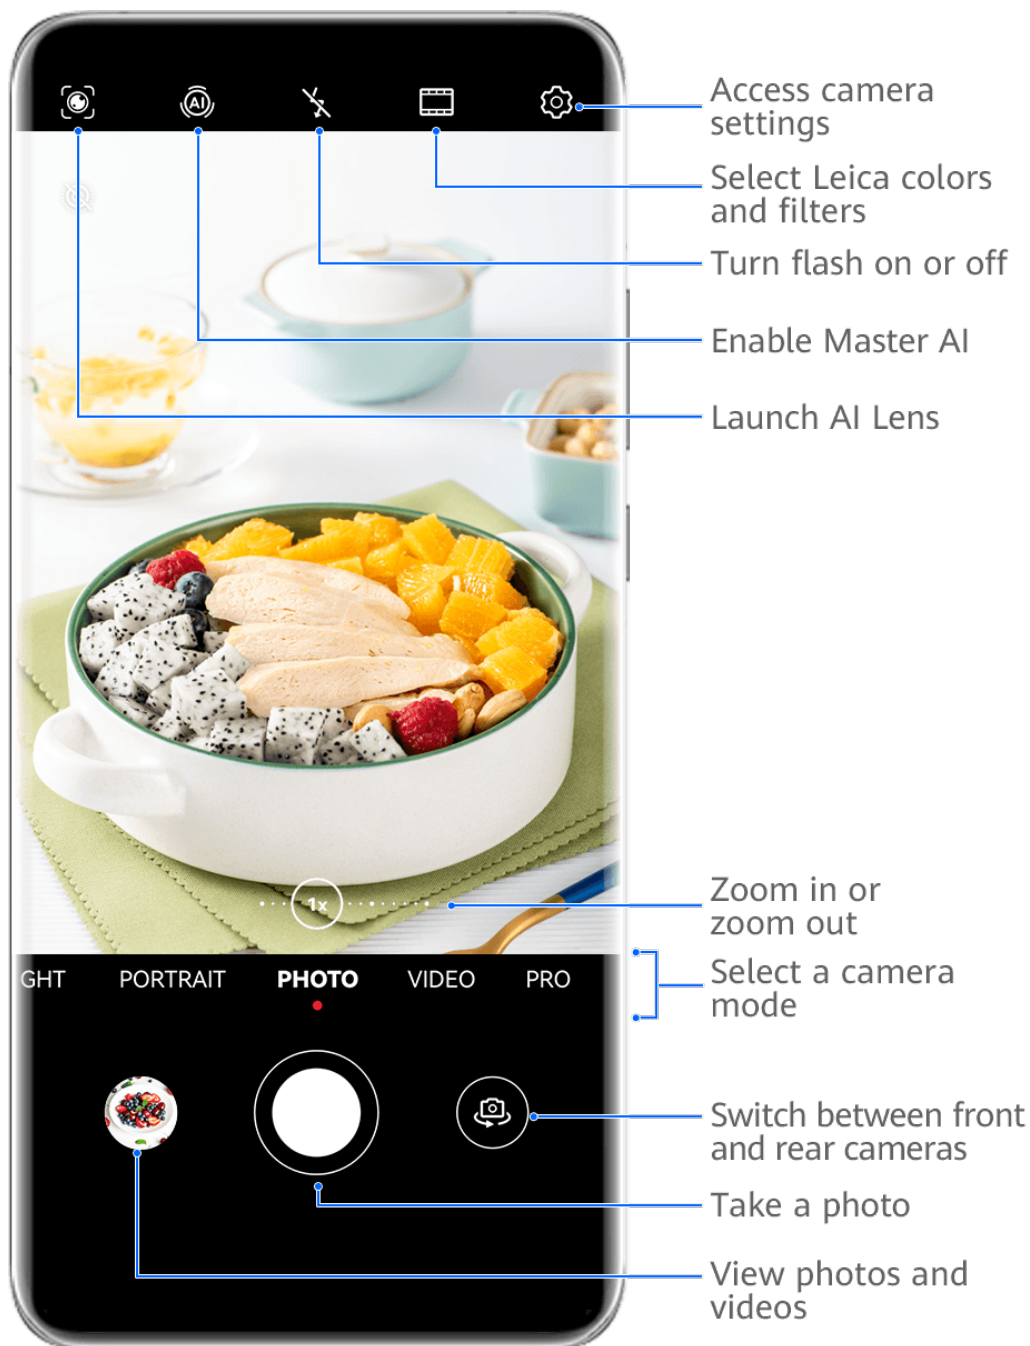 AI
Access camera
settings
Select Leica colors
and filters
Turn flash on or off
Enable Master AI
Launch AI Lens
1x
Zoom in or
zoom out
GHT PORTRAIT PHOTO VIDEO PRO
Select a camera
mode
Switch between front
and rear cameras
Take a photo
View photos and
videos